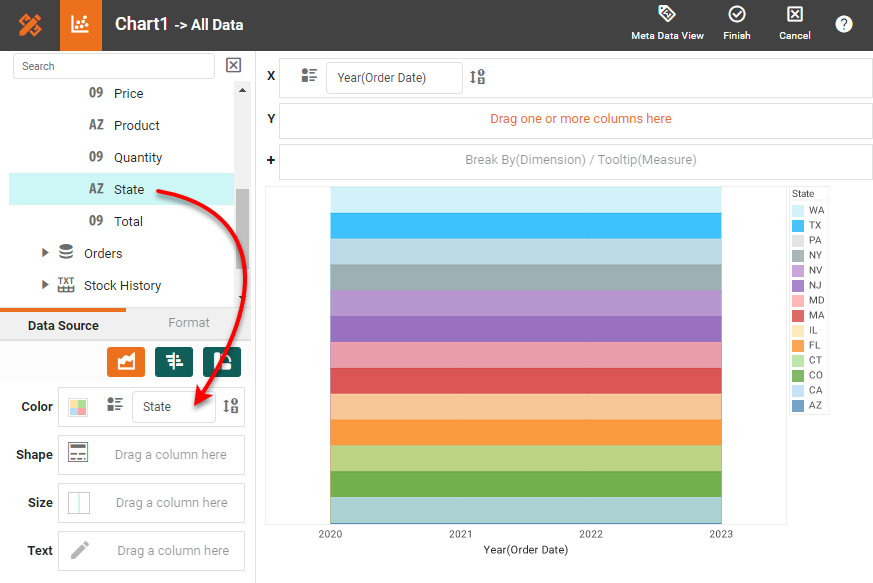 Chart1 -> All Data
Meta Data View
Finish
Cancel
?
Search
09 Price
AZ Product
09 Quantity
AZ State
09 Total
Orders
TXT Stock History
Data Source
Format
Color
State
Shape
Drag a column here
Size
Drag a column here
Text
Drag a column here
X
Year(Order Date)
Y
Drag one or more columns here
+
Break By(Dimension) / Tooltip(Measure)
2020
2021
2022
2023
Year(Order Date)
State
WA
TX
PA
NY
NV
NJ
MD
MA
IL
FL
CT
CO
CA
AZ